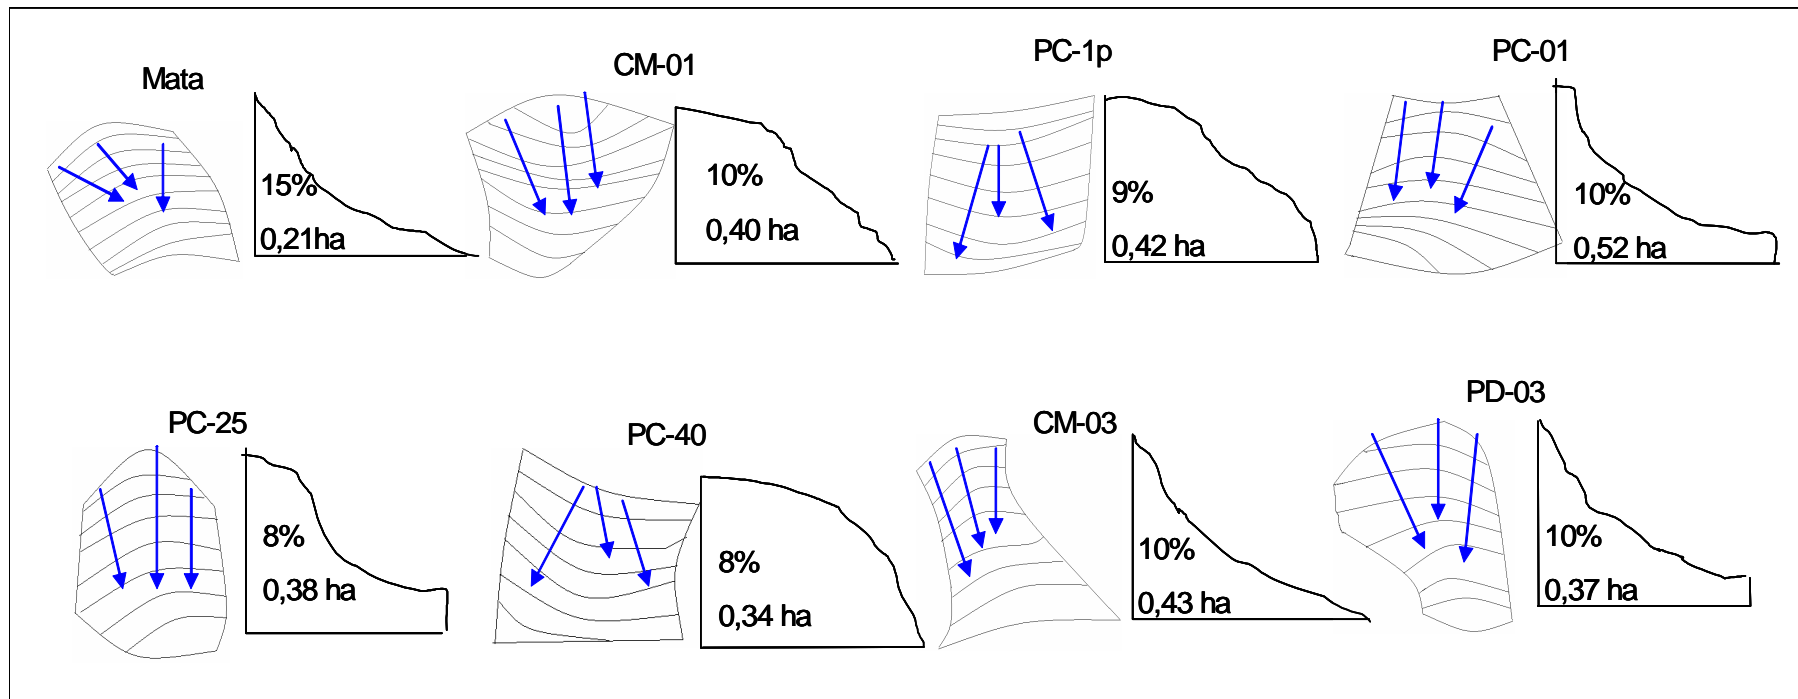 Mata
15%
0,21ha
CM-01
10%
0,40 ha
PC-1p
9%
0,42 ha
PC-01
10%
0,52 ha
PC-25
8%
0,38 ha
PC-40
8%
0,34 ha
CM-03
10%
0,43 ha
PD-03
10%
0,37 ha